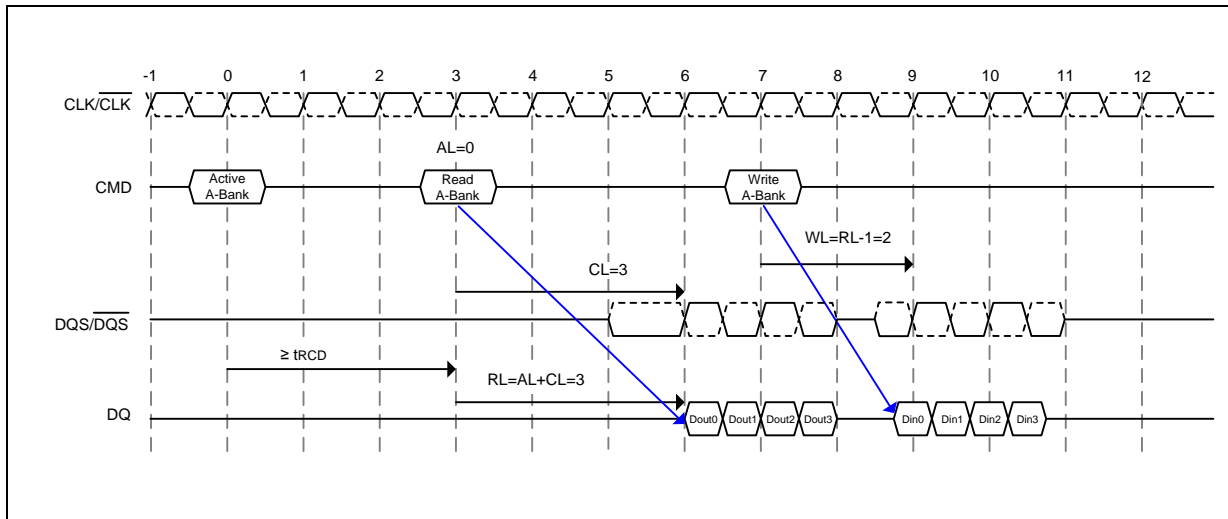 -1 0 1 2 3 4 5 6 7 8 9 10 11 12
CLK/C̅L̅K̅
AL=0
CMD
Active
A-Bank
Read
A-Bank
Write
A-Bank
WL=RL-1=2
CL=3
DQS/D̅Q̅S̅
≥ tRCD
RL=AL+CL=3
DQ
Dout0 Dout1 Dout2 Dout3 Din0 Din1 Din2 Din3